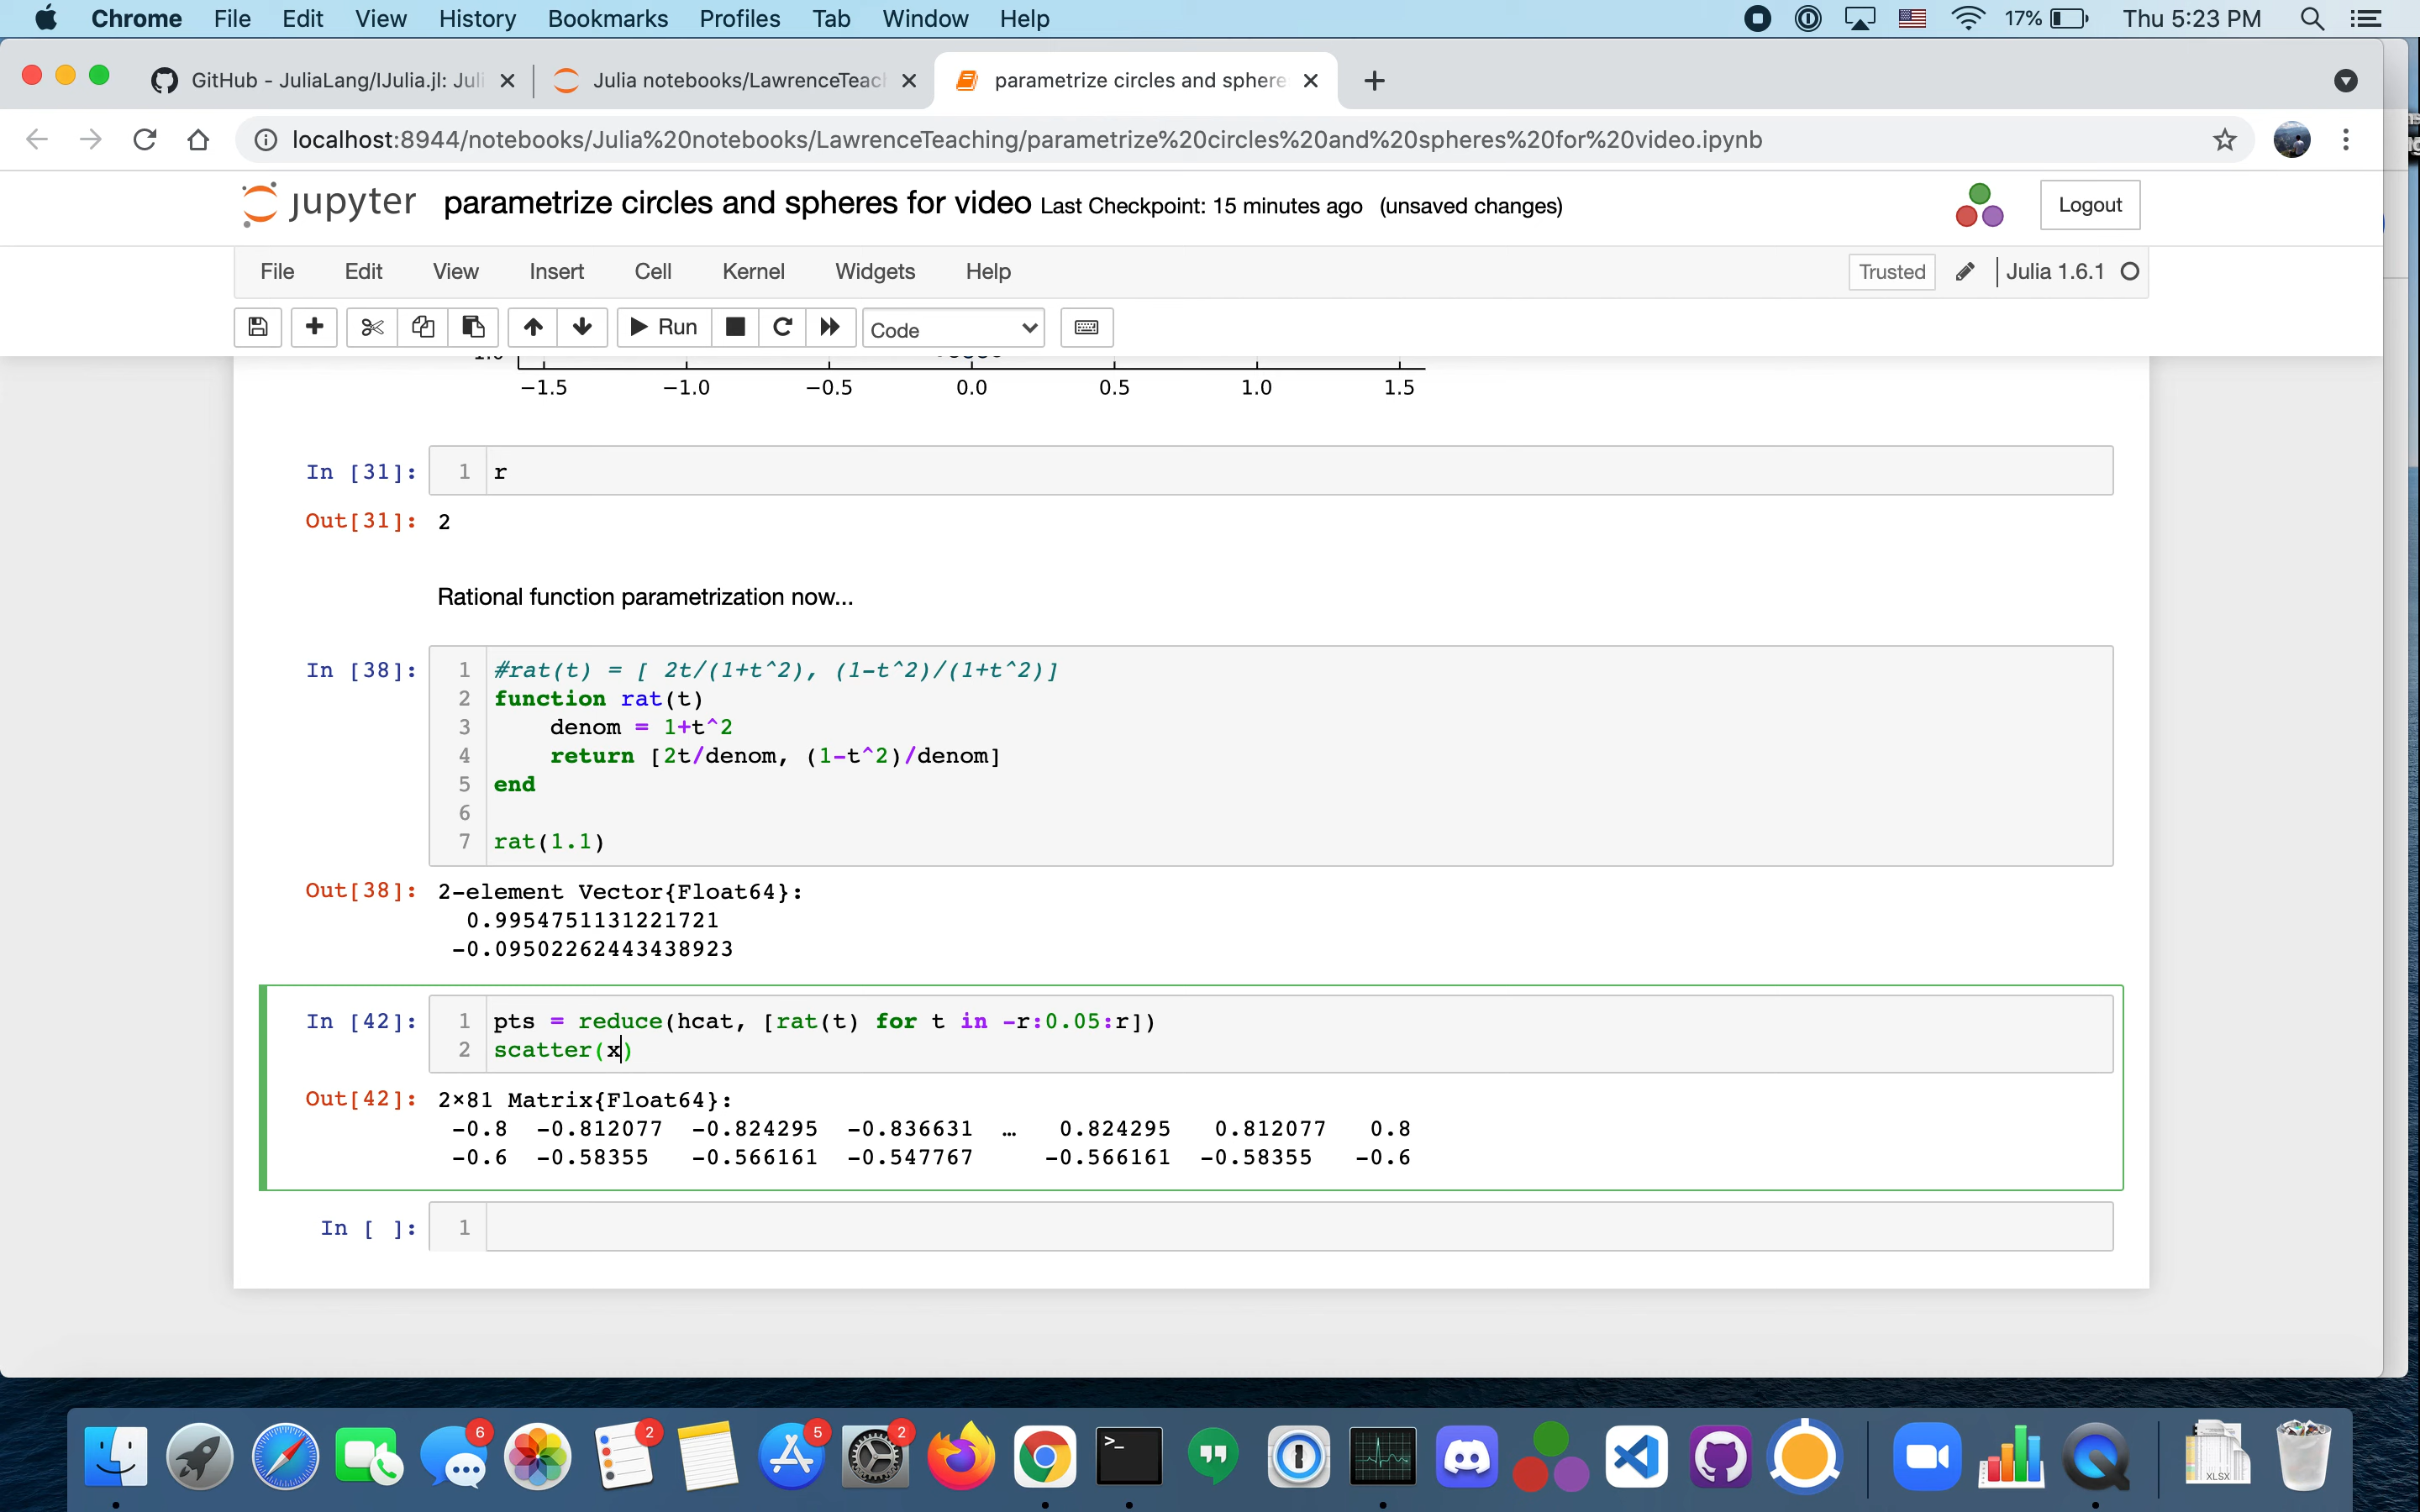 Chrome File Edit View History Bookmarks Profiles Tab Window Help 17% Thu 5:23 PM
GitHub - JuliaLang/IJulia.jl: Juli Julia notebooks/LawrenceTeach parametrize circles and sphere
localhost:8944/notebooks/Julia%20notebooks/LawrenceTeaching/parametrize%20circles%20and%20spheres%20for%20video.ipynb
jupyter parametrize circles and spheres for video Last Checkpoint: 15 minutes ago (unsaved changes) Logout
File Edit View Insert Cell Kernel Widgets Help Trusted Julia 1.6.1
Run Code
−1.5 −1.0 −0.5 0.0 0.5 1.0 1.5
In [31]: 1 r
Out[31]: 2
Rational function parametrization now...
In [38]: 1 #rat(t) = [ 2t/(1+t^2), (1-t^2)/(1+t^2)]
2 function rat(t)
3 denom = 1+t^2
4 return [2t/denom, (1-t^2)/denom]
5 end
6
7 rat(1.1)
Out[38]: 2-element Vector{Float64}:
0.9954751131221721
-0.09502262443438923
In [42]: 1 pts = reduce(hcat, [rat(t) for t in -r:0.05:r])
2 scatter(x)
Out[42]: 2×81 Matrix{Float64}:
-0.8 -0.812077 -0.824295 -0.836631 … 0.824295 0.812077 0.8
-0.6 -0.58355 -0.566161 -0.547767 -0.566161 -0.58355 -0.6
In [ ]: 1
6 2 5 2 >_ XLSX